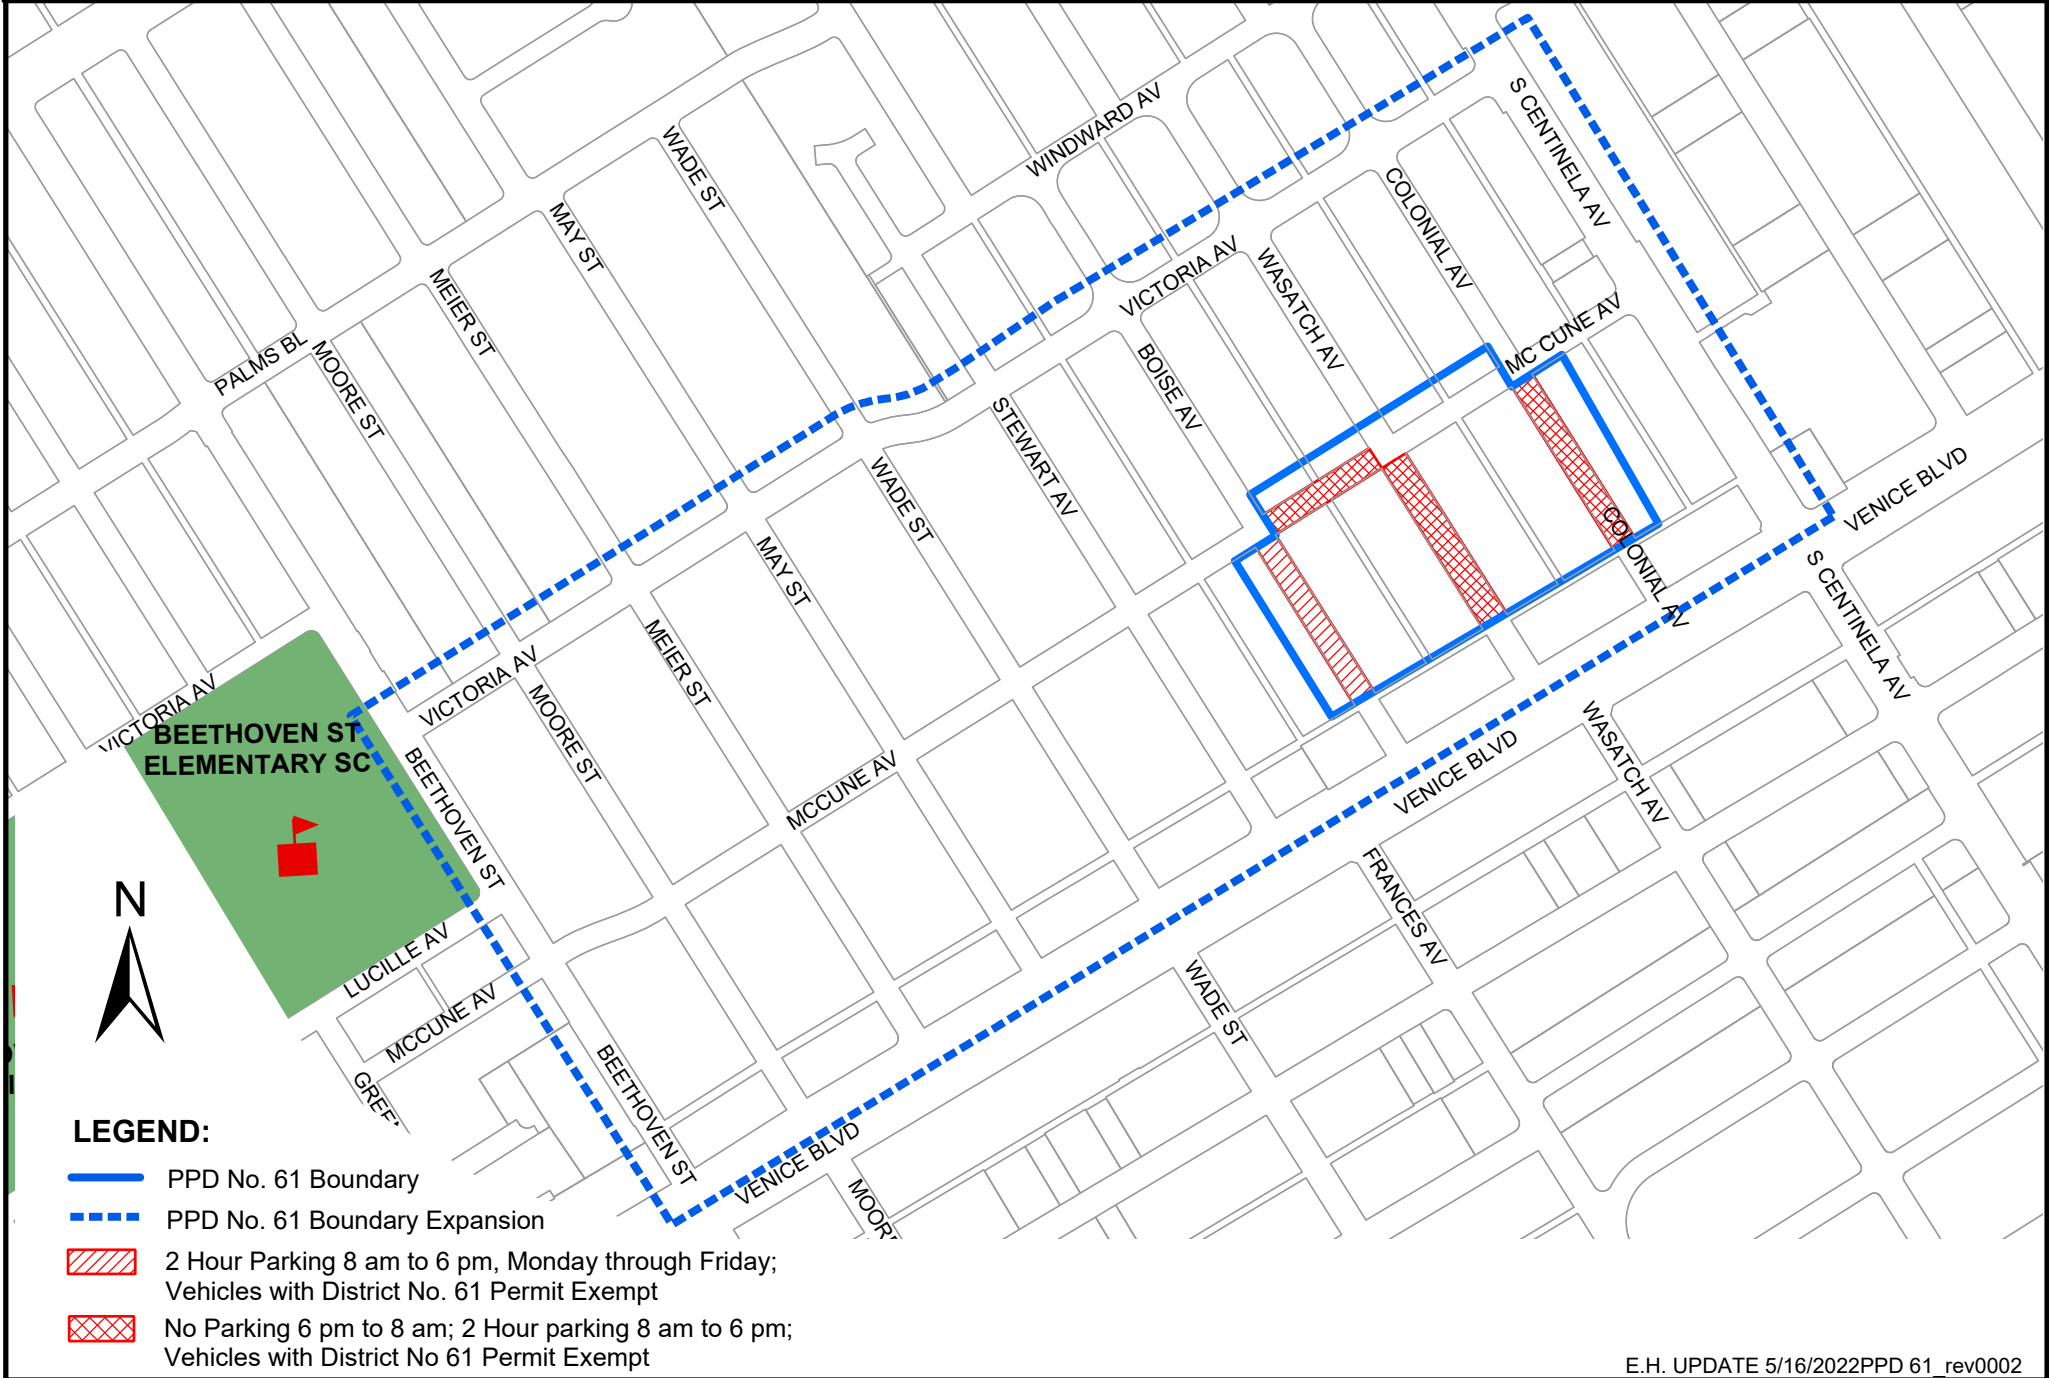 S CENTINELA AV
WINDWARD AV
WADE ST
COLONIAL AV
MAY ST
VICTORIA AV
WASATCH AV
MEIER ST
MC CUNE AV
PALMS BL
MOORE ST
BOISE AV
STEWART AV
WADE ST
VENICE BLVD
COLONIAL AV
MAY ST
S CENTINELA AV
MEIER ST
VICTORIA AV
VICTORIA AV
MOORE ST
BEETHOVEN ST
ELEMENTARY SC
BEETHOVEN ST
WASATCH AV
VENICE BLVD
MCCUNE AV
FRANCES AV
N
LUCILLE AV
MCCUNE AV
WADE ST
BEETHOVEN ST
VENICE BLVD
LEGEND:
PPD No. 61 Boundary
PPD No. 61 Boundary Expansion
2 Hour Parking 8 am to 6 pm, Monday through Friday;
Vehicles with District No. 61 Permit Exempt
No Parking 6 pm to 8 am; 2 Hour parking 8 am to 6 pm;
Vehicles with District No 61 Permit Exempt
E.H. UPDATE 5/16/2022PPD 61_rev0002